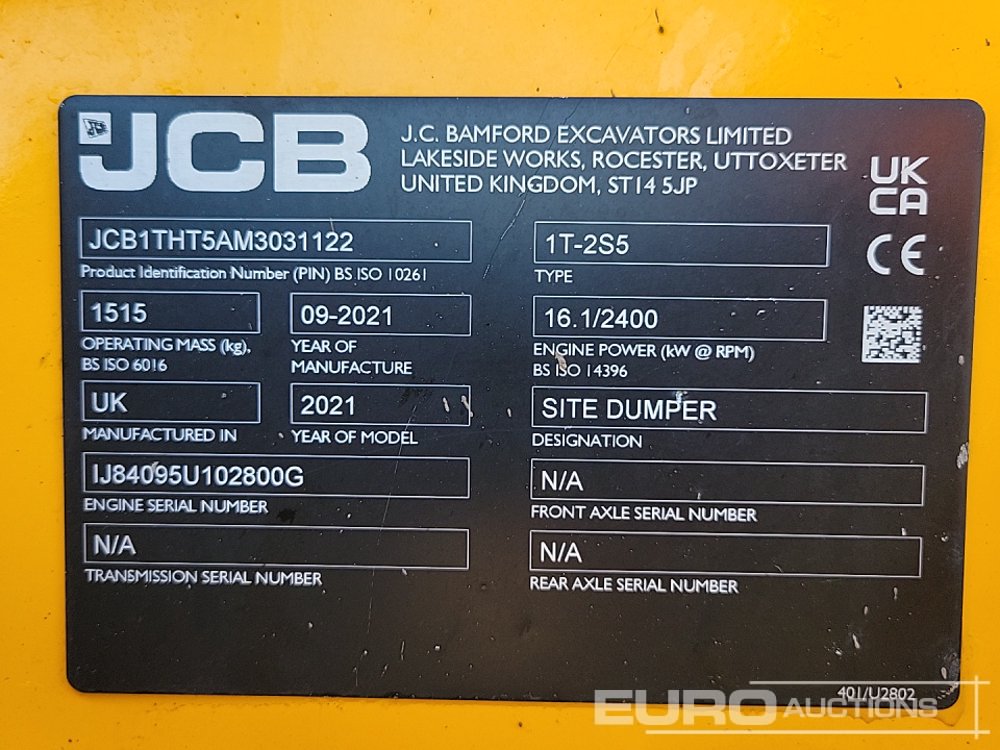 JCB
J.C. BAMFORD EXCAVATORS LIMITED
LAKESIDE WORKS, ROCESTER, UTTOXETER
UNITED KINGDOM, ST14 5JP
UK
CA
CE
JCB1THT5AM3031122
Product Identification Number (PIN) BS ISO 10261
1T-2S5
TYPE
1515
OPERATING MASS (kg),
BS ISO 6016
09-2021
YEAR OF
MANUFACTURE
16.1/2400
ENGINE POWER (kW @ RPM)
BS ISO 14396
UK
MANUFACTURED IN
2021
YEAR OF MODEL
SITE DUMPER
DESIGNATION
IJ84095U102800G
ENGINE SERIAL NUMBER
N/A
FRONT AXLE SERIAL NUMBER
N/A
TRANSMISSION SERIAL NUMBER
N/A
REAR AXLE SERIAL NUMBER
401/U2802
EURO AUCTIONS